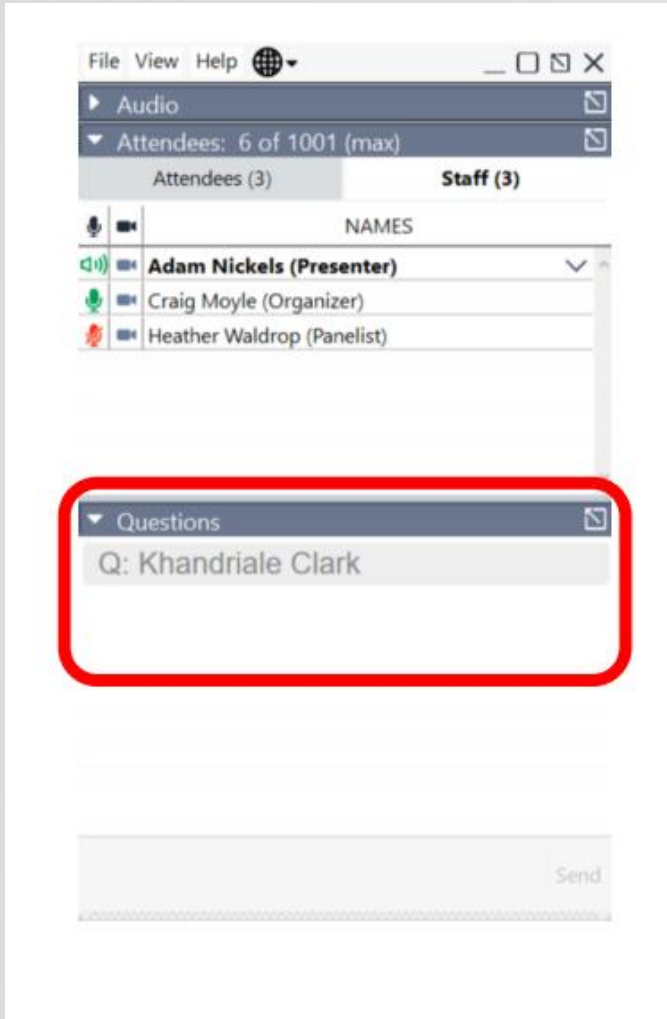 File View Help
Audio
Attendees: 6 of 1001 (max)
Attendees (3) Staff (3)
NAMES
Adam Nickels (Presenter)
Craig Moyle (Organizer)
Heather Waldrop (Panelist)
Questions
Q: Khandriale Clark
Send